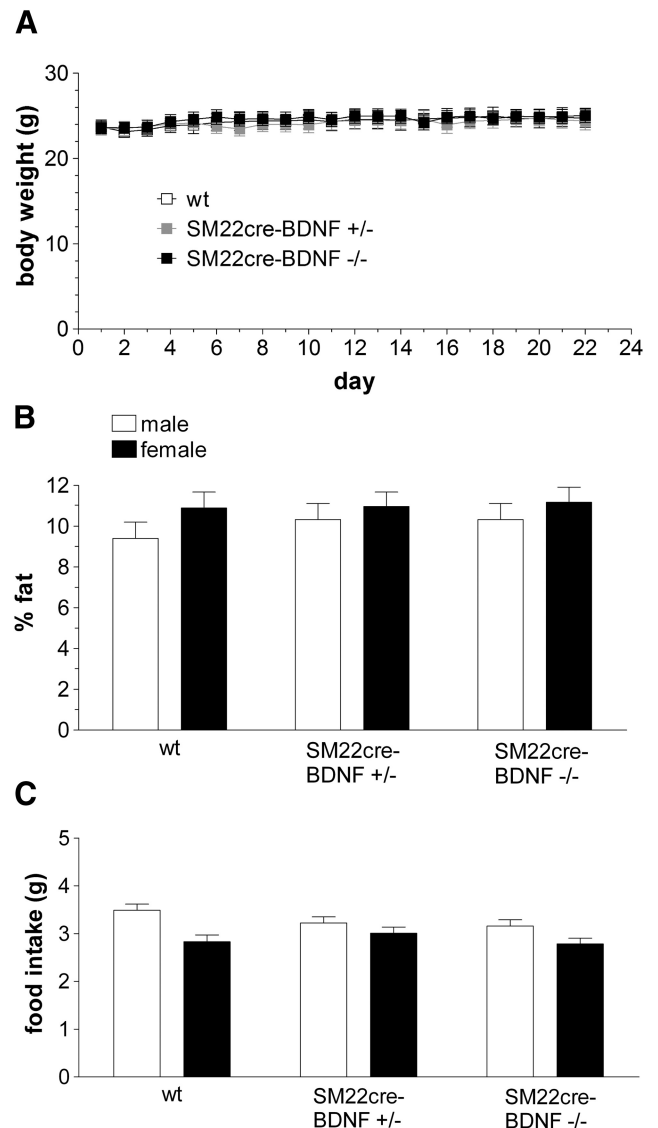 A
30
20
10
0
body weight (g)
wt
SM22cre-BDNF +/-
SM22cre-BDNF -/-
0 2 4 6 8 10 12 14 16 18 20 22 24
day
B
male
female
12
10
8
6
4
2
0
% fat
wt
SM22cre-
BDNF +/-
SM22cre-
BDNF -/-
C
5
4
3
2
1
0
food intake (g)
wt
SM22cre-
BDNF +/-
SM22cre-
BDNF -/-